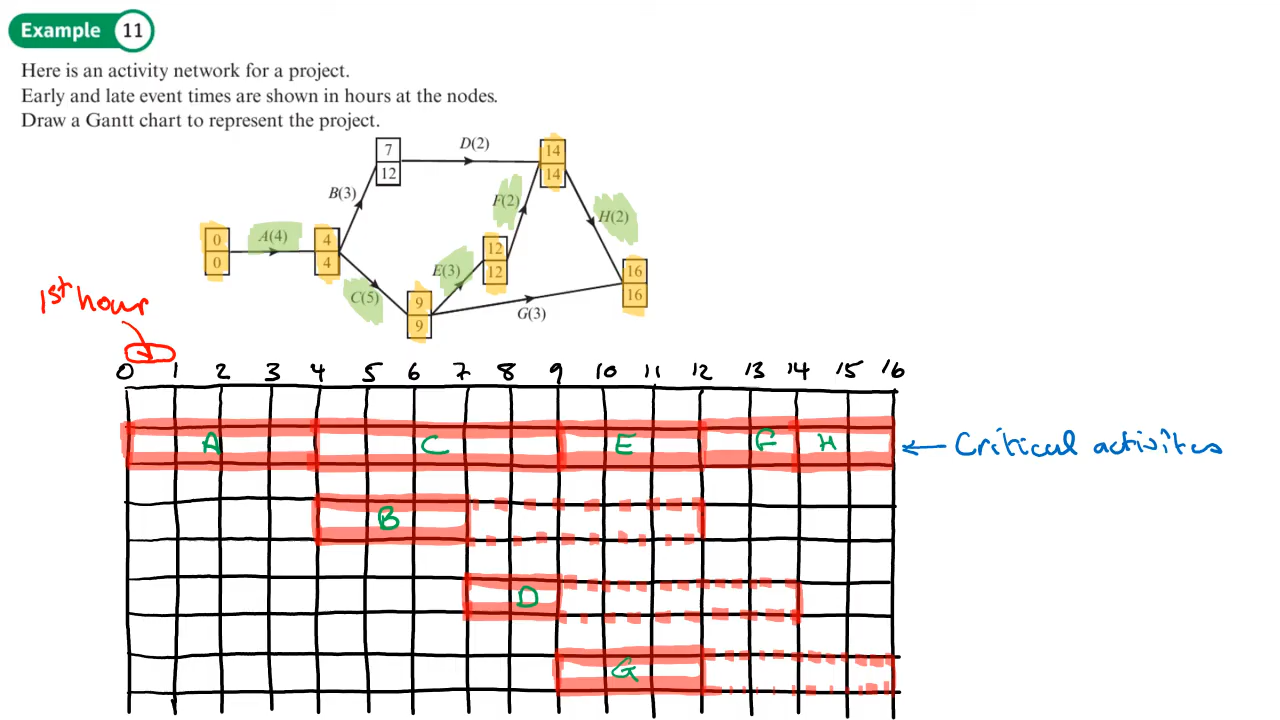 Example 11
Here is an activity network for a project.
Early and late event times are shown in hours at the nodes.
Draw a Gantt chart to represent the project.
7
12
D(2)
14
14
B(3)
F(2)
H(2)
0
0
A(4)
4
4
12
12
E(3)
16
16
C(5)
9
9
G(3)
1st hour
0 1 2 3 4 5 6 7 8 9 10 11 12 13 14 15 16
A C E F H ← Critical activites
B
D
G